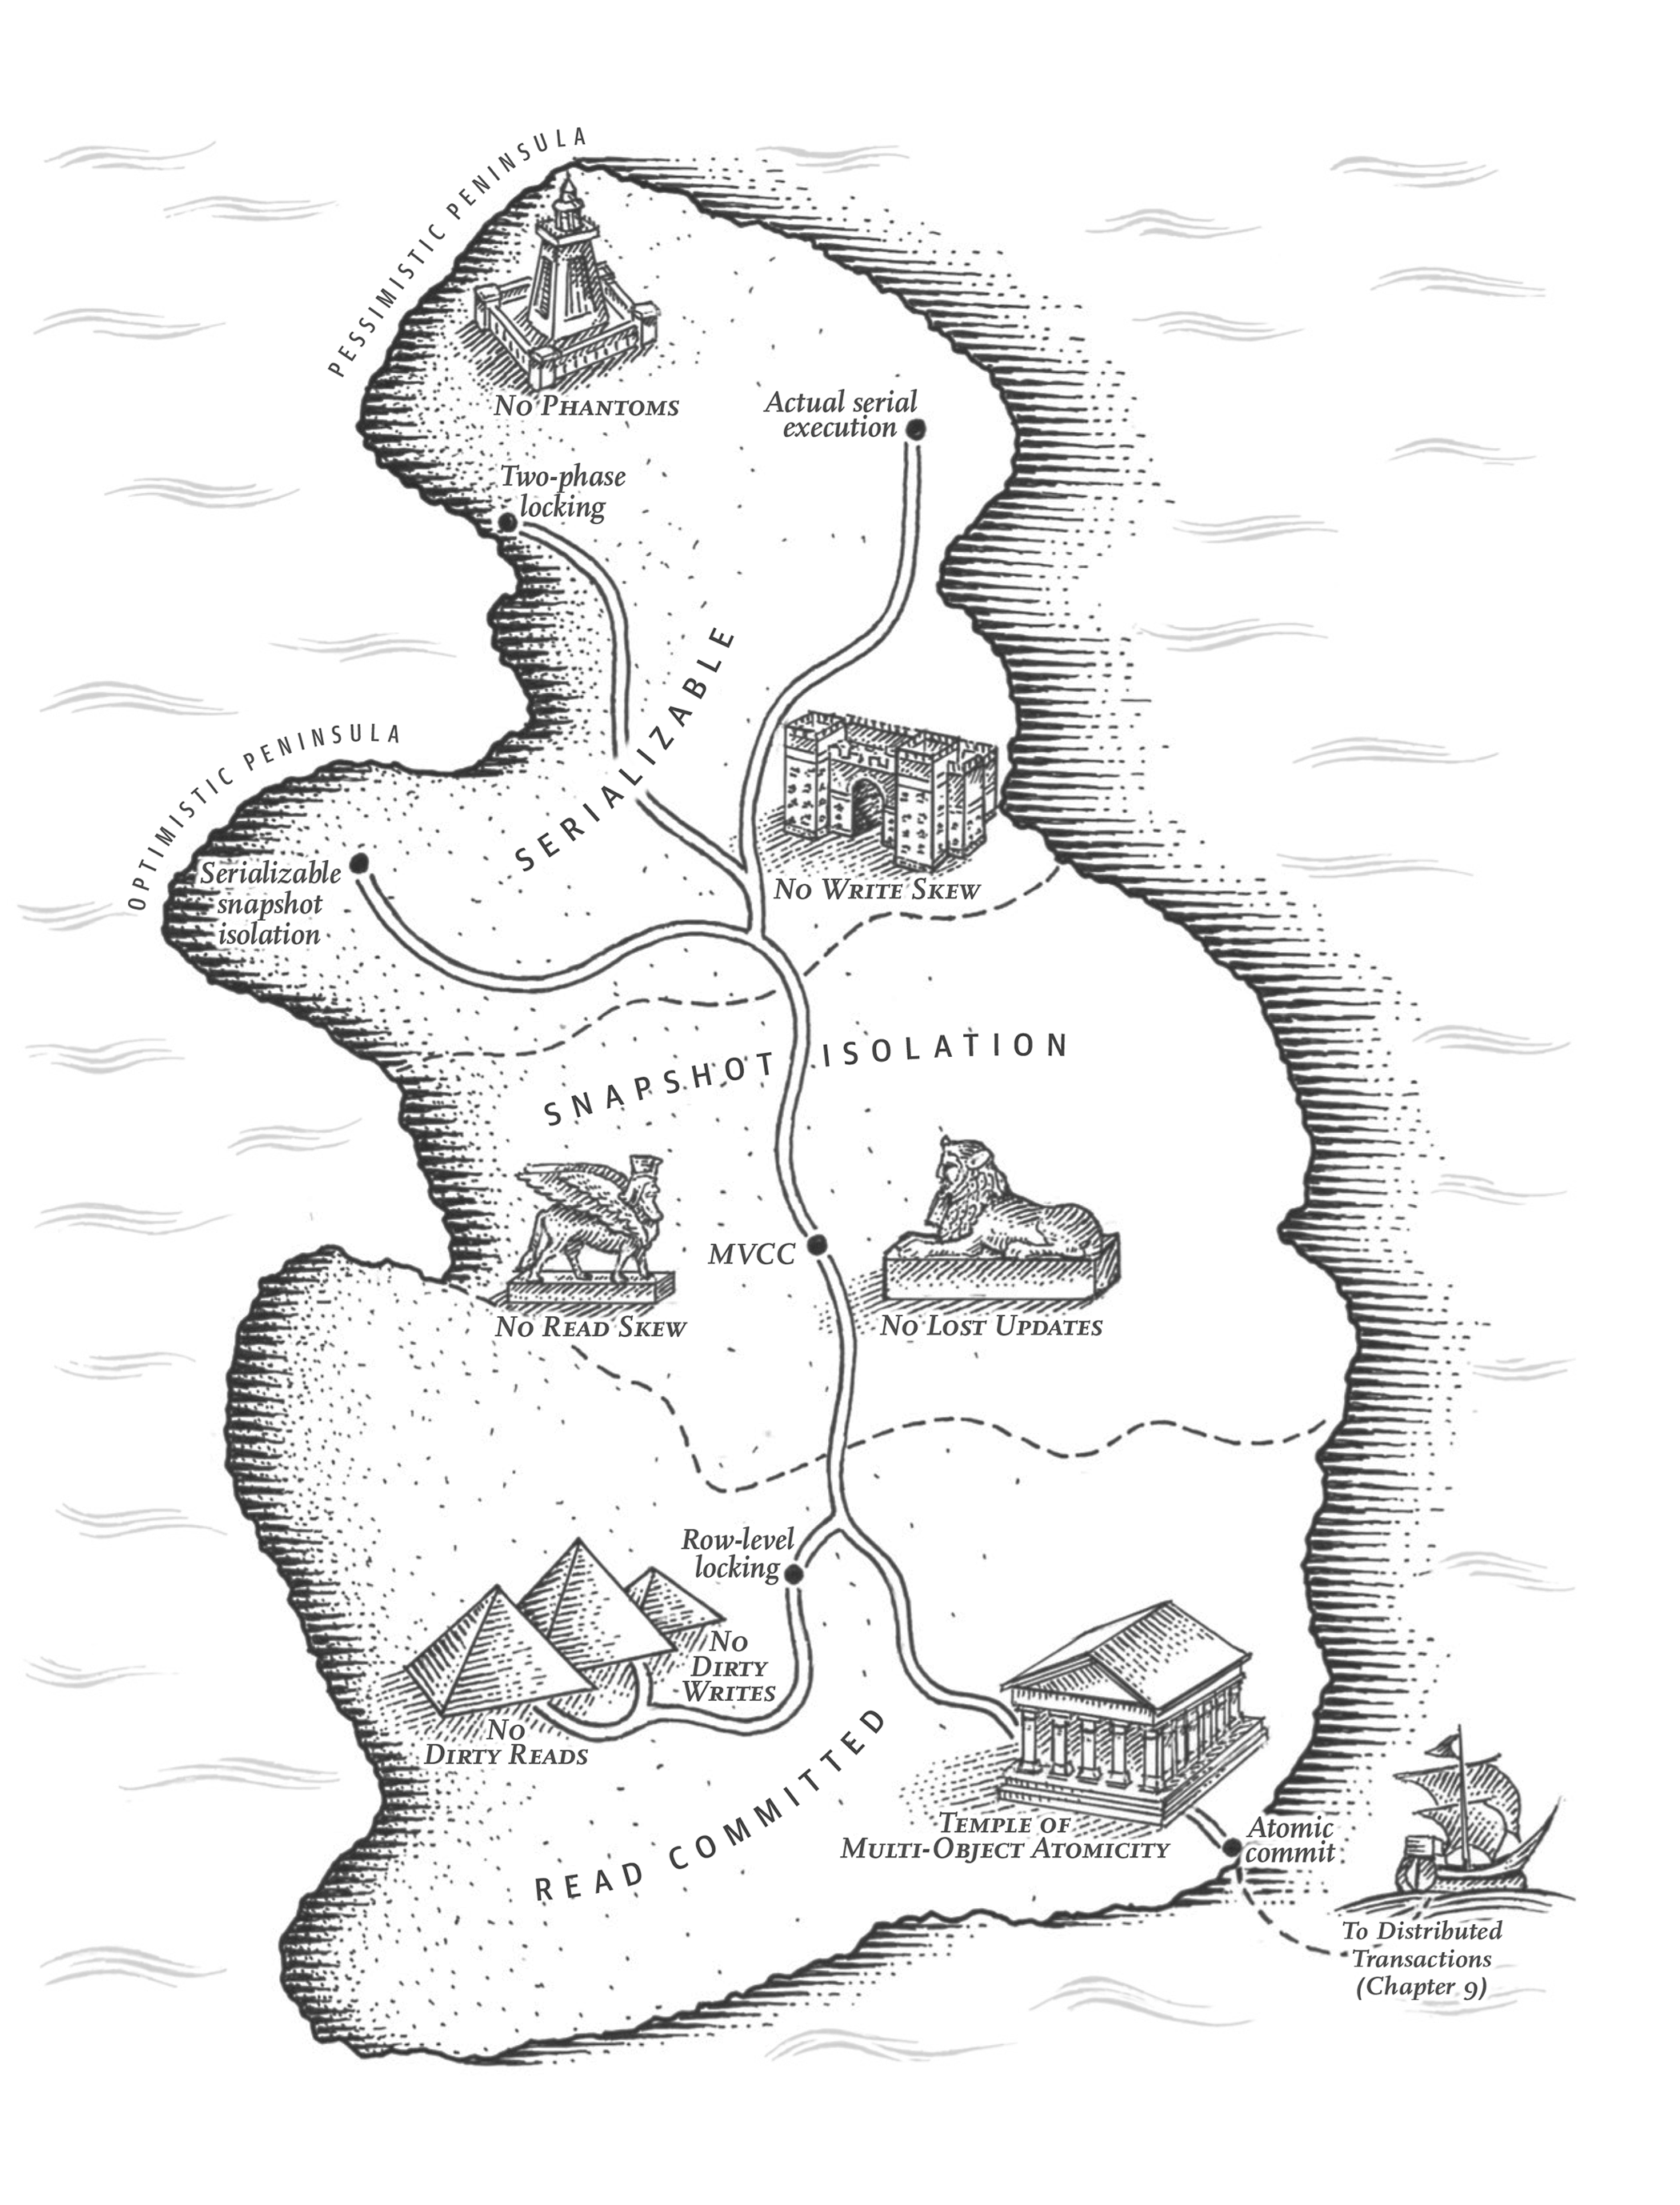 PESSIMISTIC PENINSULA
No Phantoms
Actual serial
execution
Two-phase
locking
SERIALIZABLE
OPTIMISTIC PENINSULA
Serializable
snapshot
isolation
No Write Skew
SNAPSHOT ISOLATION
MVCC
No Read Skew
No Lost Updates
Row-level
locking
No
Dirty
Writes
No
Dirty Reads
READ COMMITTED
Temple of
Multi-Object Atomicity
Atomic
commit
To Distributed
Transactions
(Chapter 9)